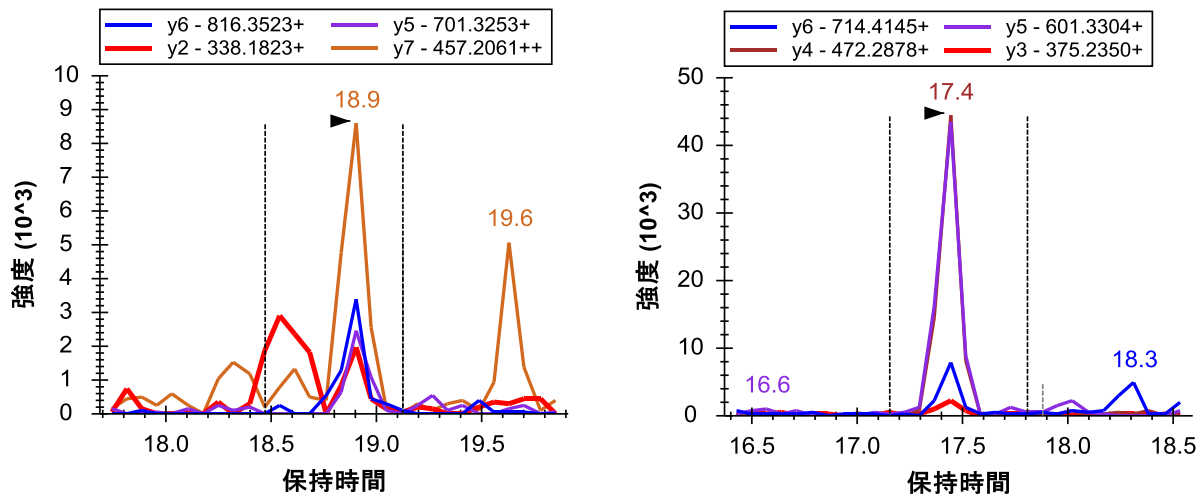 y6 - 816.3523+ y5 - 701.3253+
y2 - 338.1823+ y7 - 457.2061++
10
9
8
7
6
5
4
3
2
1
0
強度 (10^3)
18.9
19.6
18.0 18.5 19.0 19.5
保持時間
y6 - 714.4145+ y5 - 601.3304+
y4 - 472.2878+ y3 - 375.2350+
50
40
30
20
10
0
強度 (10^3)
17.4
16.6
18.3
16.5 17.0 17.5 18.0 18.5
保持時間